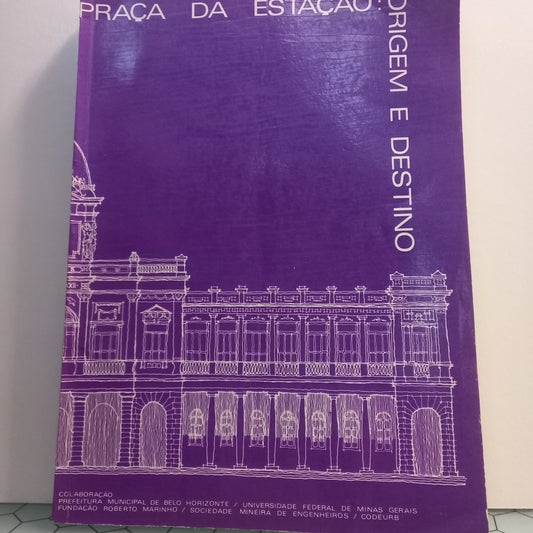 PRAÇA DA ESTAÇÃO:
ORIGEM E DESTINO
COLABORAÇÃO
PREFEITURA MUNICIPAL DE BELO HORIZONTE / UNIVERSIDADE FEDERAL DE MINAS GERAIS
FUNDAÇÃO ROBERTO MARINHO / SOCIEDADE MINEIRA DE ENGENHEIROS / CODEURB